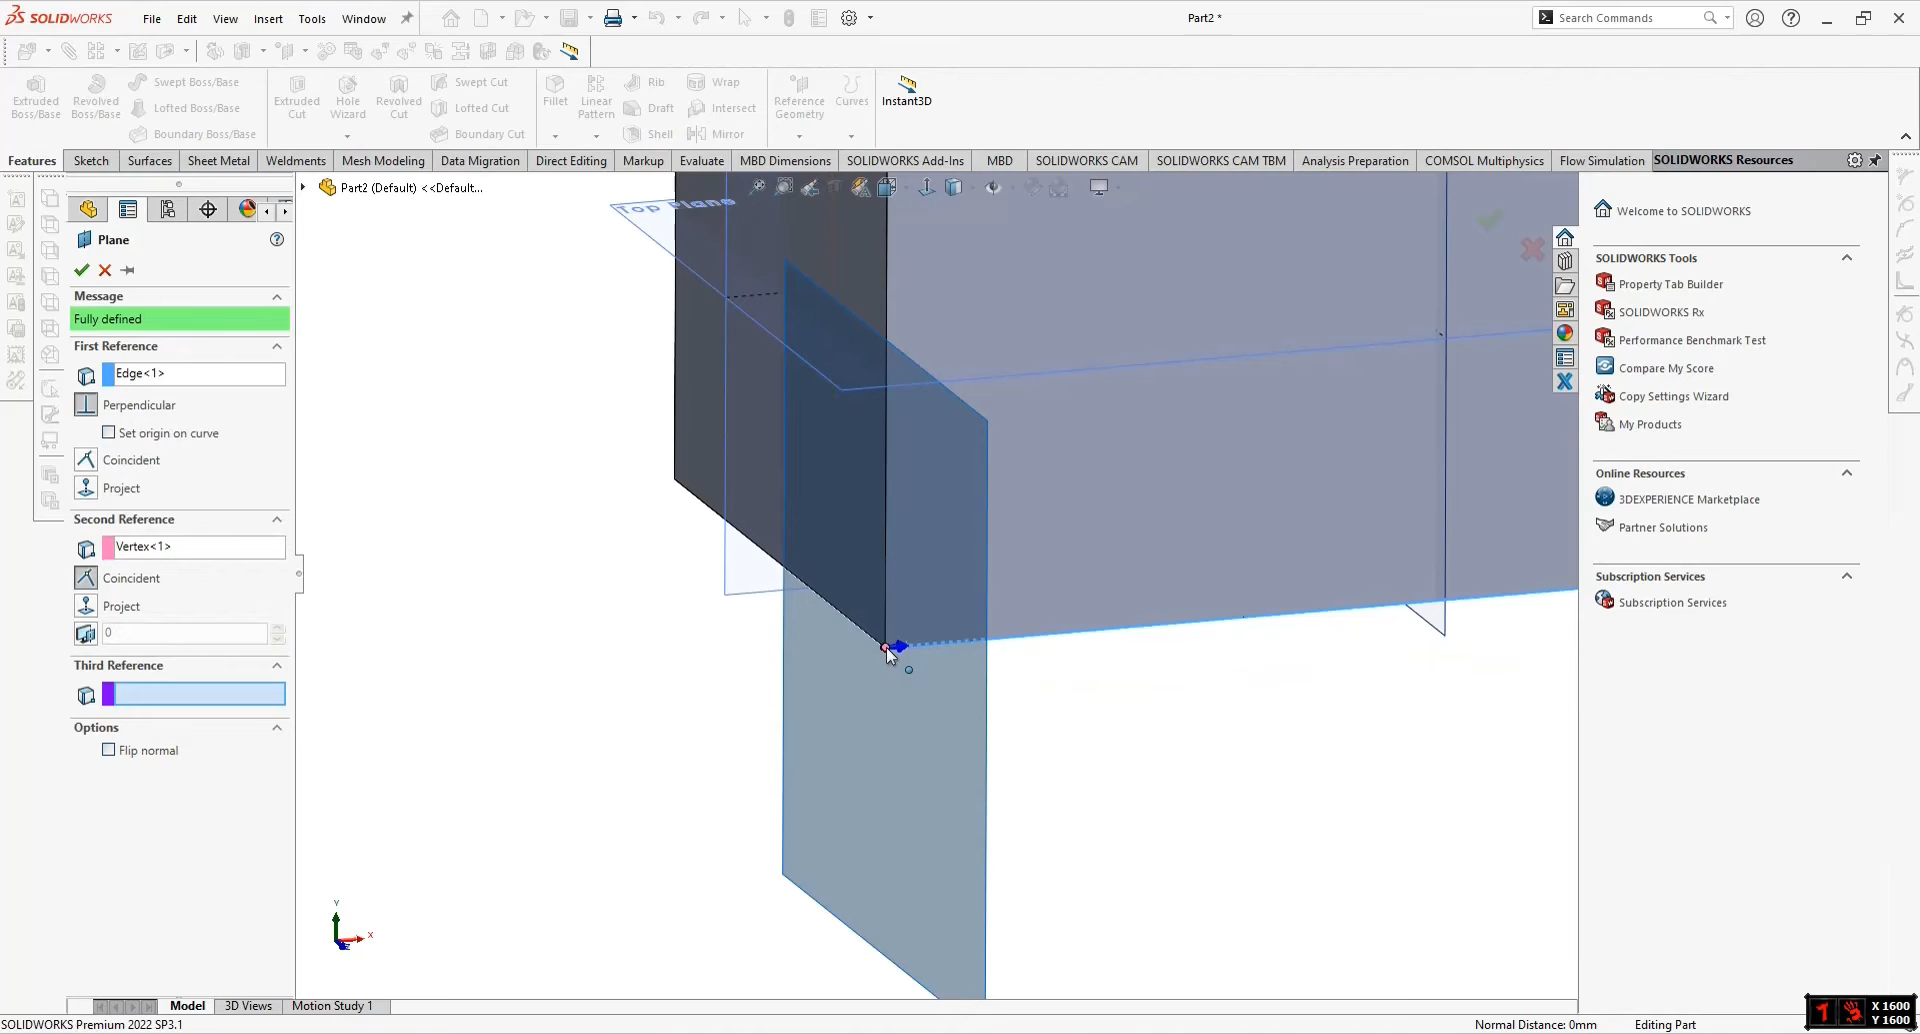 SOLIDWORKS
File
Edit
View
Insert
Tools
Window
Part2 *
Search Commands
Extruded Boss/Base
Revolved Boss/Base
Swept Boss/Base
Lofted Boss/Base
Boundary Boss/Base
Extruded Cut
Hole Wizard
Revolved Cut
Swept Cut
Lofted Cut
Boundary Cut
Fillet
Linear Pattern
Rib
Draft
Shell
Wrap
Intersect
Mirror
Reference Geometry
Curves
Instant3D
Features
Sketch
Surfaces
Sheet Metal
Weldments
Mesh Modeling
Data Migration
Direct Editing
Markup
Evaluate
MBD Dimensions
SOLIDWORKS Add-Ins
MBD
SOLIDWORKS CAM
SOLIDWORKS CAM TBM
Analysis Preparation
COMSOL Multiphysics
Flow Simulation
SOLIDWORKS Resources
Part2 (Default) <<Default...
Top Plane
Plane
Message
Fully defined
First Reference
Edge<1>
Perpendicular
Set origin on curve
Coincident
Project
Second Reference
Vertex<1>
Coincident
Project
0
Third Reference
Options
Flip normal
Y
X
Z
Welcome to SOLIDWORKS
SOLIDWORKS Tools
Property Tab Builder
SOLIDWORKS Rx
Performance Benchmark Test
Compare My Score
Copy Settings Wizard
My Products
Online Resources
3DEXPERIENCE Marketplace
Partner Solutions
Subscription Services
Subscription Services
Model
3D Views
Motion Study 1
SOLIDWORKS Premium 2022 SP3.1
Normal Distance: 0mm
Editing Part
X 1600
Y 1600